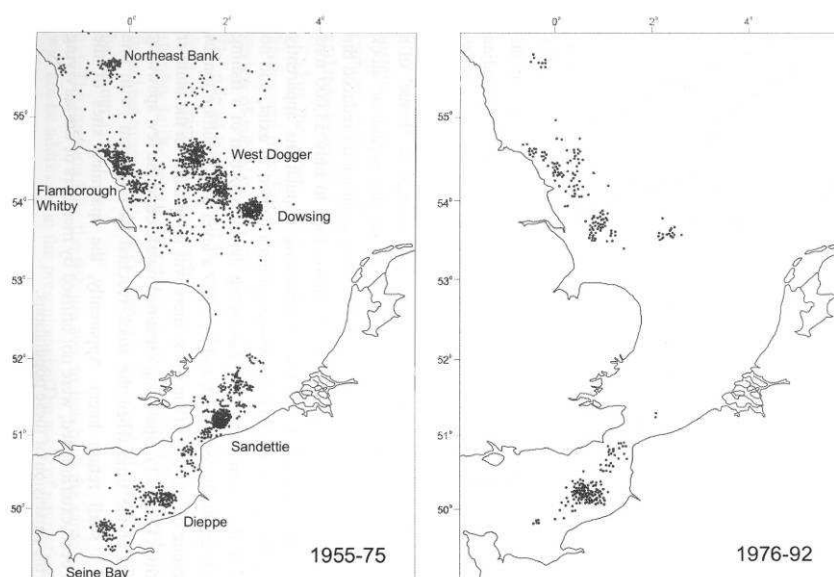 0° 2° 4°
0° 2° 4°
Northeast Bank
55°
55°
West Dogger
Flamborough
Whitby
54°
54°
Dowsing
53°
53°
52°
52°
51°
51°
Sandettie
50°
50°
Dieppe
1955-75
1976-92
Seine Bay